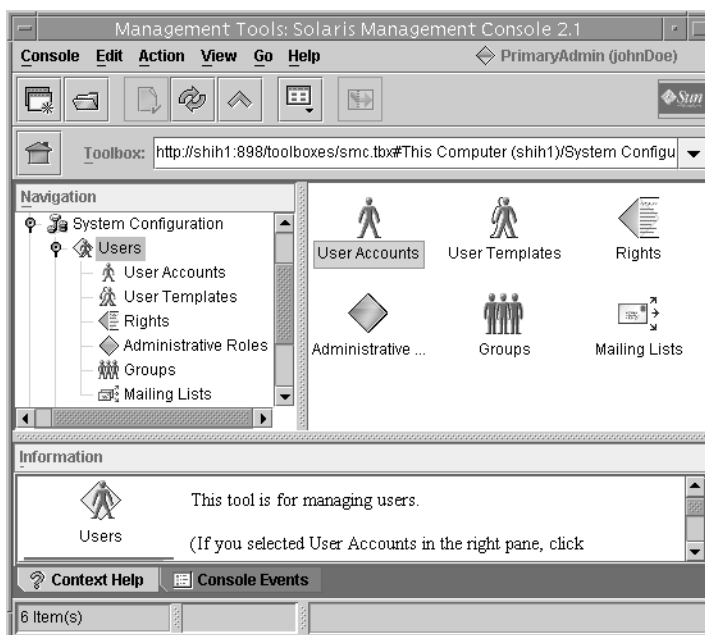 Management Tools: Solaris Management Console 2.1
Console Edit Action View Go Help PrimaryAdmin (johnDoe)
Sun
Toolbox: http://shih1:898/toolboxes/smc.tbx#This Computer (shih1)/System Configu
Navigation
System Configuration
Users
User Accounts
User Templates
Rights
Administrative Roles
Groups
Mailing Lists
User Accounts User Templates Rights
Administrative ... Groups Mailing Lists
Information
Users
This tool is for managing users.
(If you selected User Accounts in the right pane, click
Context Help Console Events
6 Item(s)